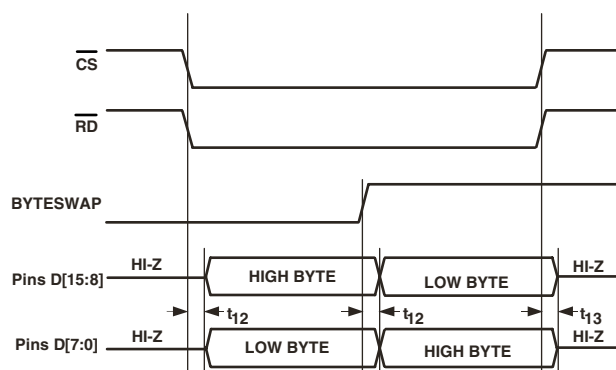 CS
RD
BYTESWAP
Pins D[15:8] HI-Z HIGH BYTE LOW BYTE HI-Z
t12 t12 t13
Pins D[7:0] HI-Z LOW BYTE HIGH BYTE HI-Z